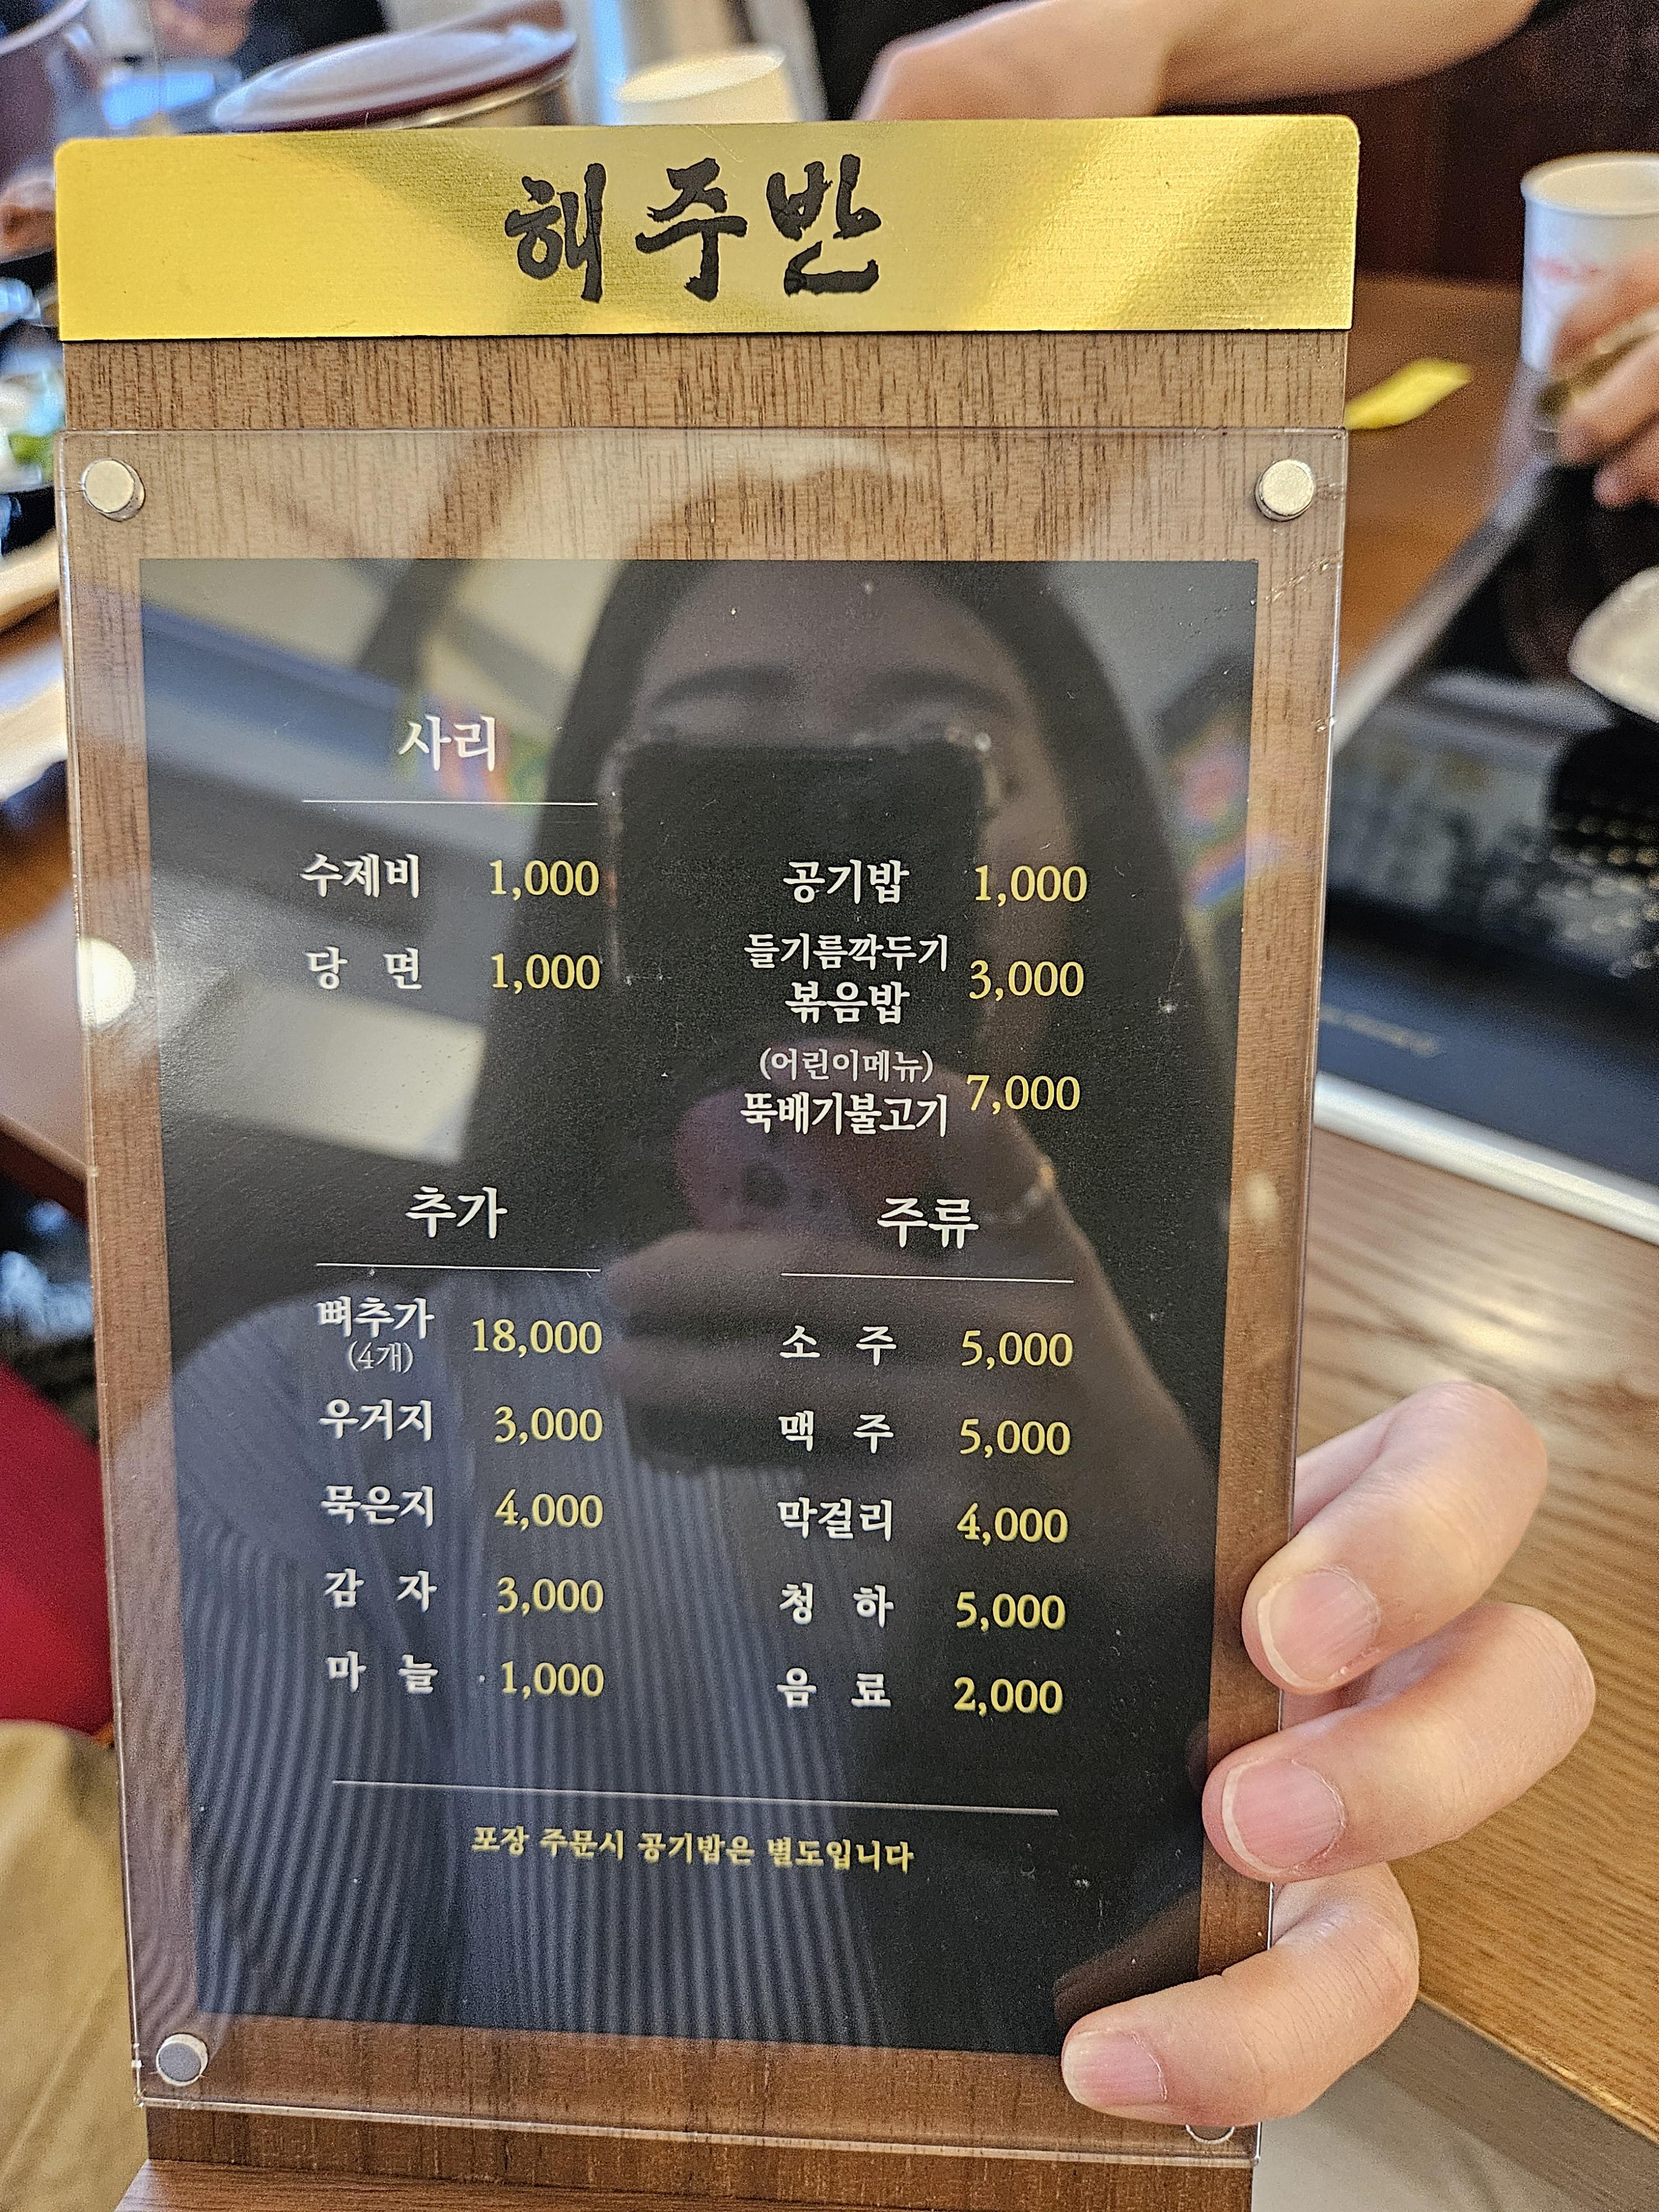 해주반
사리
수제비 1,000
당 면 1,000
공기밥 1,000
들기름깍두기
볶음밥 3,000
(어린이메뉴)
뚝배기불고기 7,000
추가
뼈추가 18,000
(4개)
우거지 3,000
묵은지 4,000
감 자 3,000
마 늘 1,000
주류
소 주 5,000
맥 주 5,000
막걸리 4,000
청 하 5,000
음 료 2,000
포장 주문시 공기밥은 별도입니다